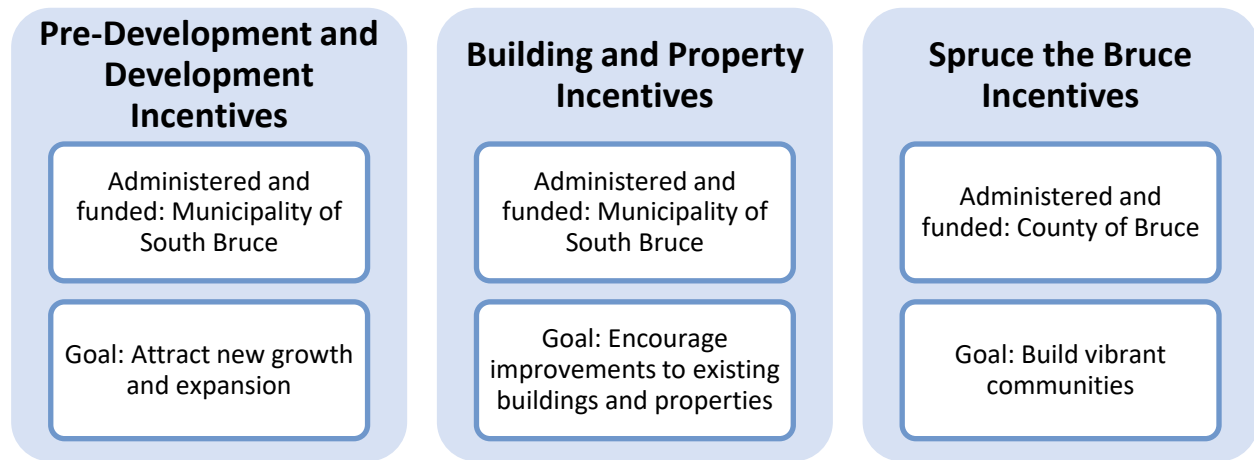 Pre-Development and
Development
Incentives
Administered and
funded: Municipality of
South Bruce
Goal: Attract new growth
and expansion
Building and Property
Incentives
Administered and
funded: Municipality of
South Bruce
Goal: Encourage
improvements to existing
buildings and properties
Spruce the Bruce
Incentives
Administered and
funded: County of Bruce
Goal: Build vibrant
communities